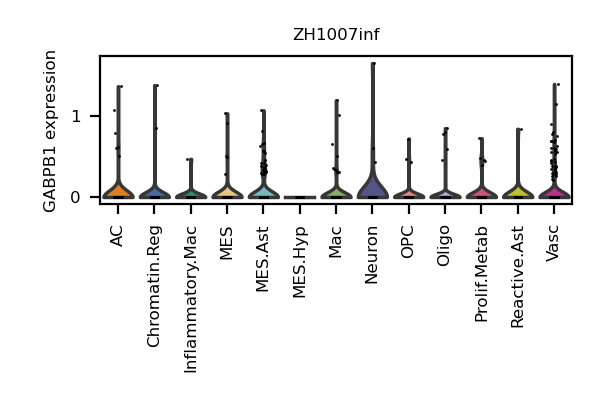 ZH1007inf
GABPB1 expression
1
0
AC
Chromatin.Reg
Inflammatory.Mac
MES
MES.Ast
MES.Hyp
Mac
Neuron
OPC
Oligo
Prolif.Metab
Reactive.Ast
Vasc